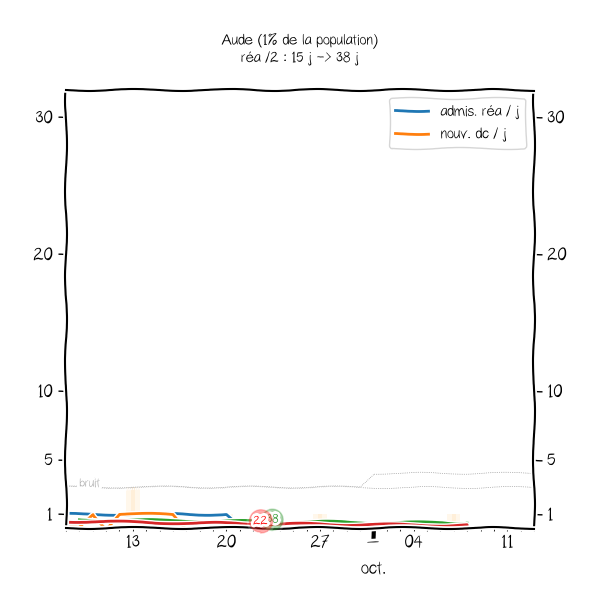 Aude (1% de la population)
réa /2 : 15 j -> 38 j
admis. réa / j
nouv. dc / j
30
30
20
20
10
10
5
5
bruit
1
1
22
13
20
27
04
11
oct.